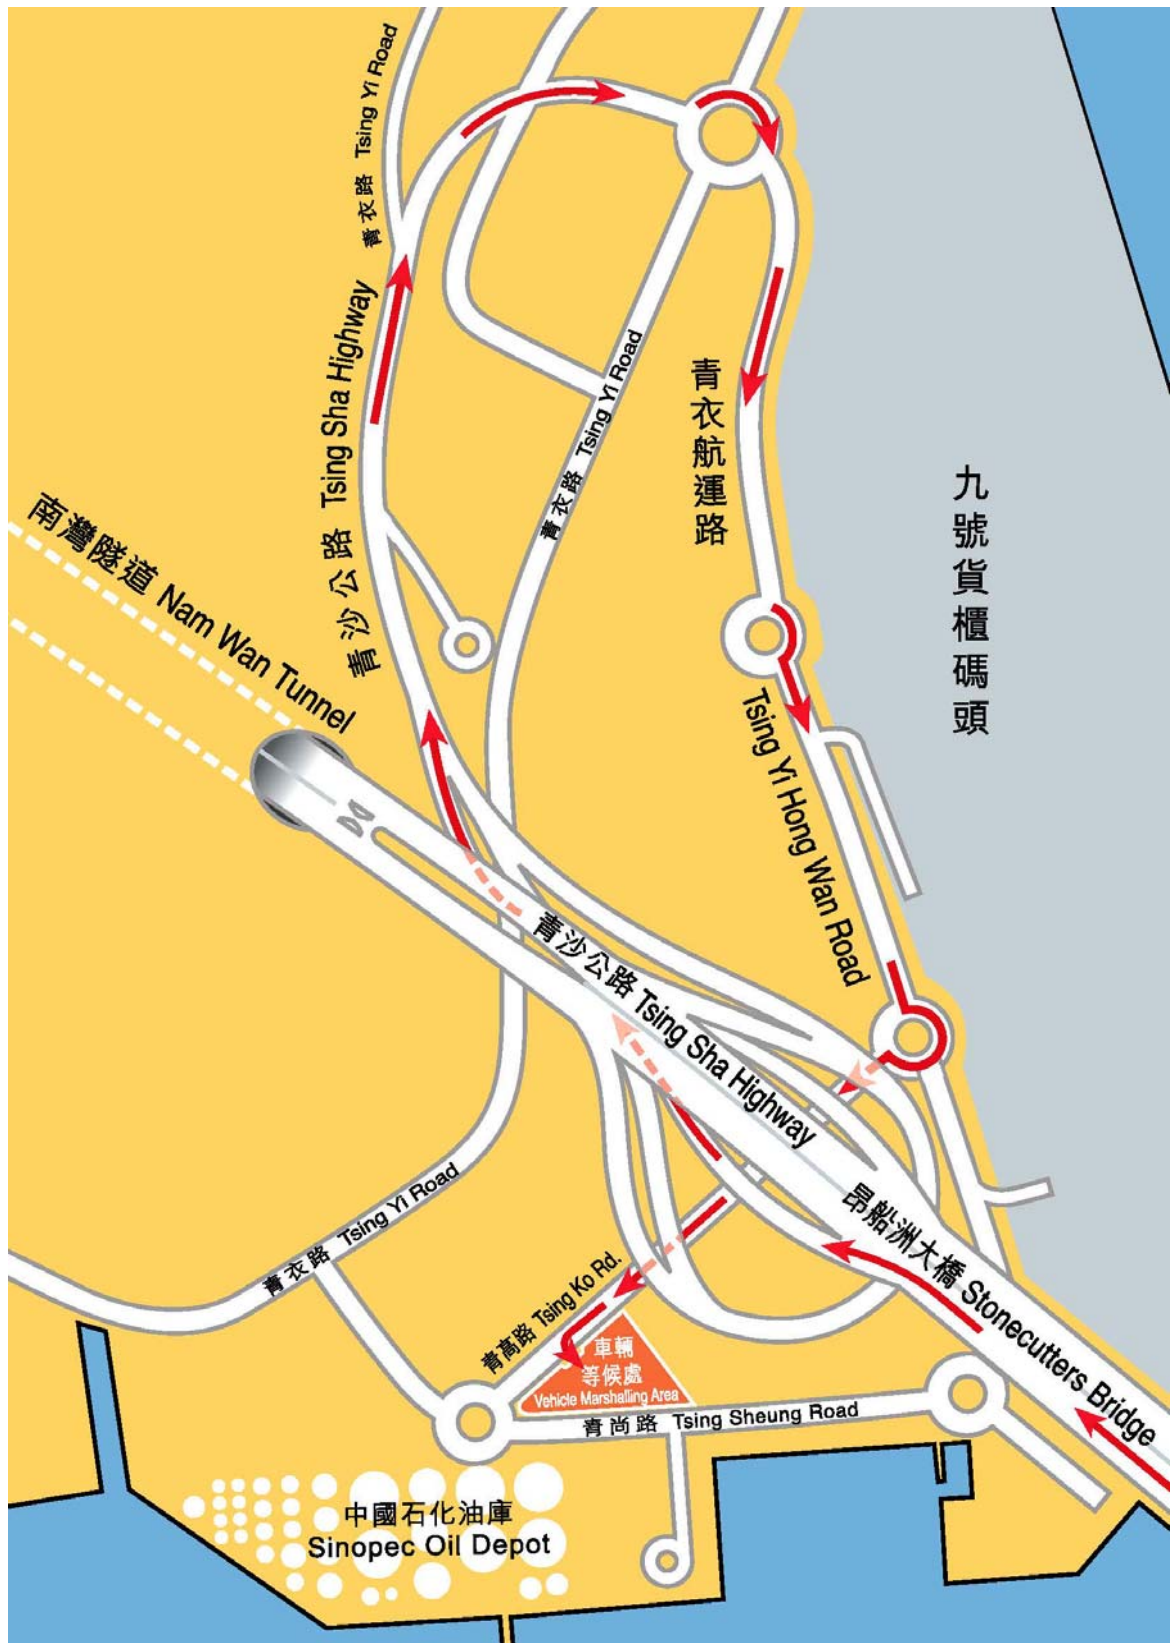 青衣路 Tsing Yi Road
青沙公路 Tsing Sha Highway
青衣路 Tsing Yi Road
青衣航運路
九號貨櫃碼頭
南灣隧道 Nam Wan Tunnel
Tsing Yi Hong Wan Road
青沙公路 Tsing Sha Highway
昂船洲大橋 Stonecutters Bridge
青衣路 Tsing Yi Road
青高路 Tsing Ko Rd.
車輛
等候處
Vehicle Marshalling Area
青尚路 Tsing Sheung Road
中國石化油庫
Sinopec Oil Depot